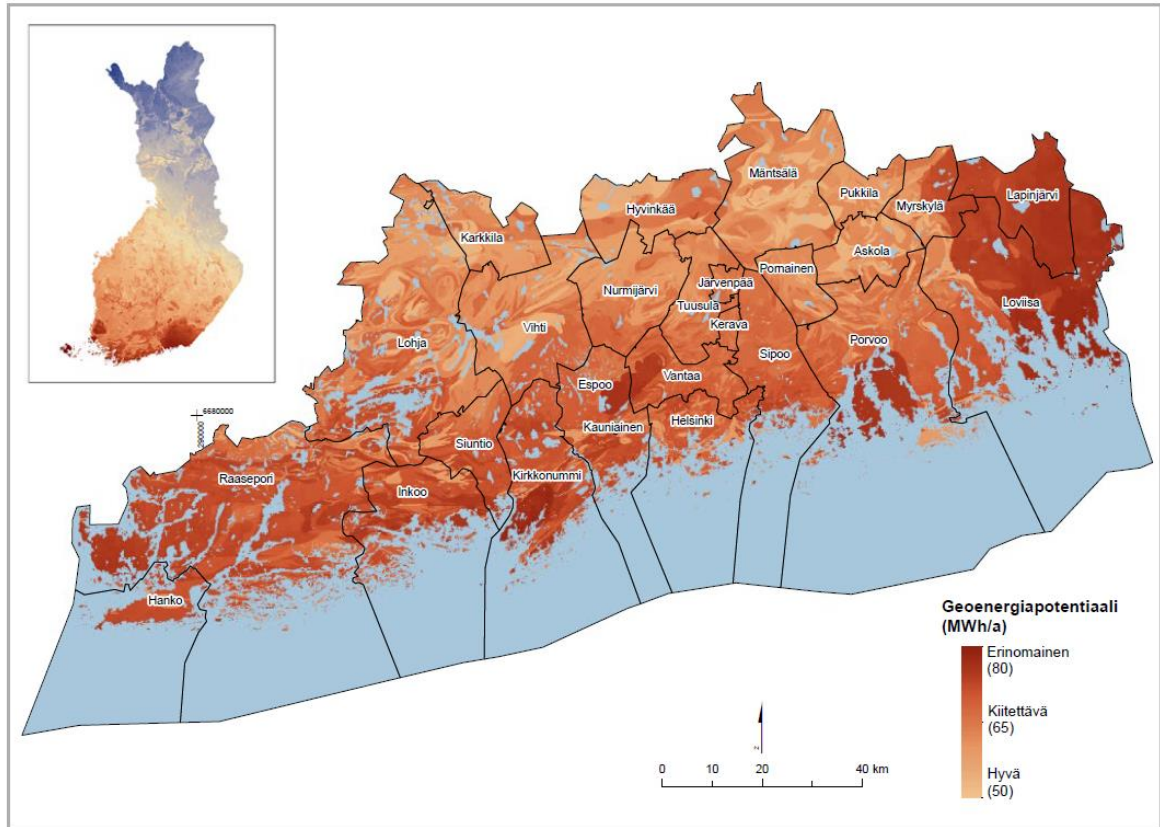 Mäntsälä
Pukkila
Lapinjärvi
Myrskylä
Hyvinkää
Karkkila
Askola
Pornainen
Järvenpää
Nurmijärvi
Loviisa
Tuusula
Kerava
Vihti
Porvoo
Lohja
Sipoo
Vantaa
Espoo
6680000
290000
Helsinki
Kauniainen
Siuntio
Raasepori
Kirkkonummi
Inkoo
Hanko
Geoenergiapotentiaali
(MWh/a)
Erinomainen
(80)
Kiitettävä
(65)
Hyvä
(50)
N
0 10 20 40 km